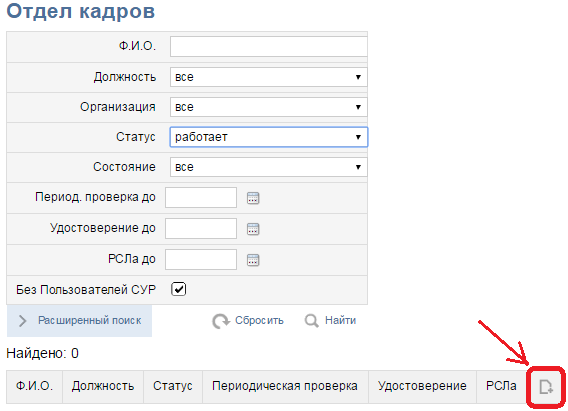 Отдел кадров
Ф.И.О.
Должность все
Организация все
Статус работает
Состояние все
Период. проверка до
Удостоверение до
РСЛа до
Без Пользователей СУР
Расширенный поиск Сбросить Найти
Найдено: 0
Ф.И.О. Должность Статус Периодическая проверка Удостоверение РСЛа